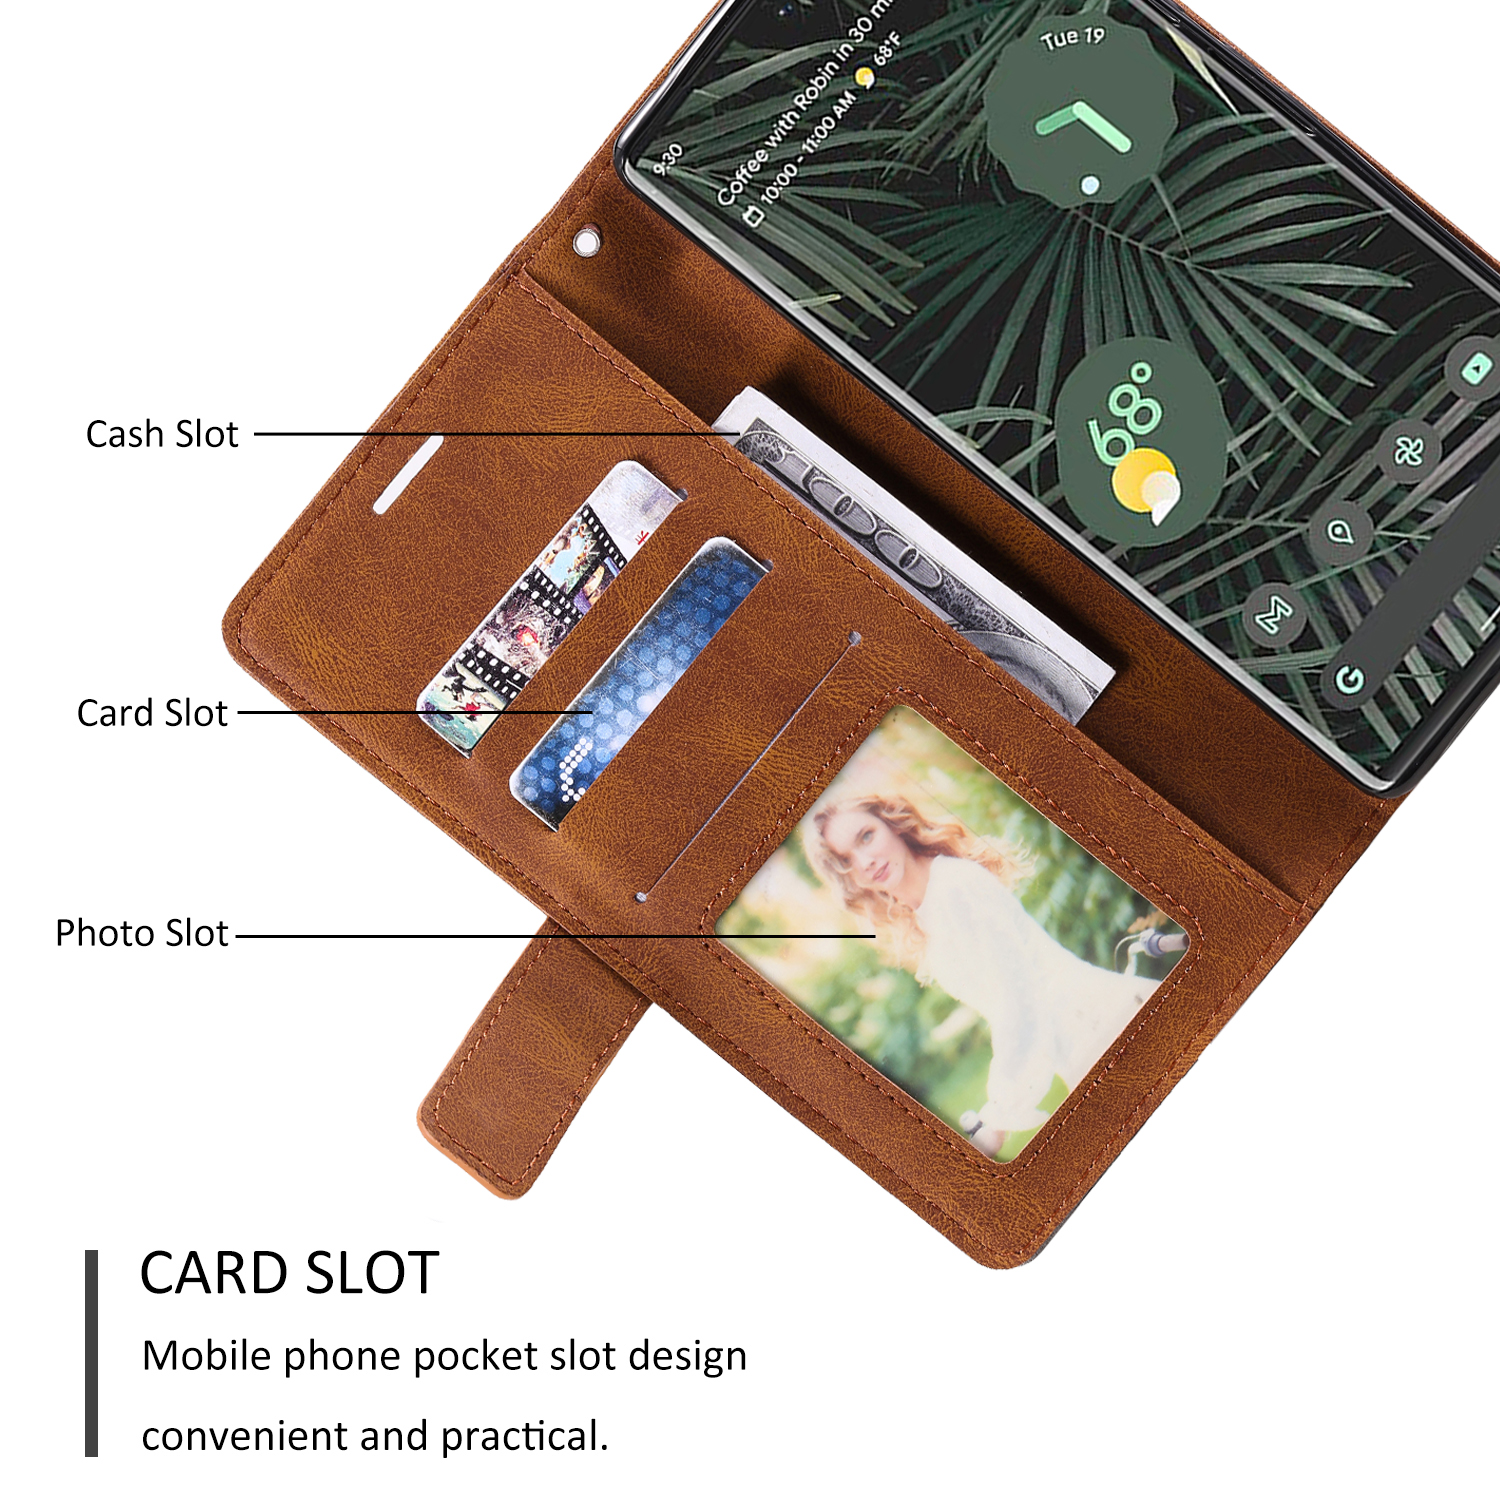 Tue 19
9:30
Coffee with Robin in 30 m
10:00 - 11:00 AM 68°F
68°
M
G
100
Cash Slot
Card Slot
Photo Slot
CARD SLOT
Mobile phone pocket slot design
convenient and practical.